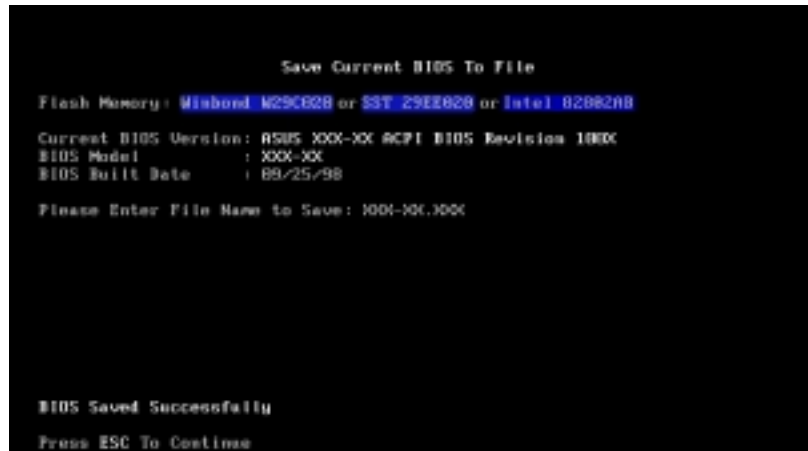 Save Current BIOS To File
Flash Memory: Winbond W29C020 or SST 29EE020 or Intel 82802AB
Current BIOS Version: ASUS XXX-XX ACPI BIOS Revision 100X
BIOS Model : XXX-XX
BIOS Built Date : 09/25/98
Please Enter File Name to Save: XXX-XX.XXX
BIOS Saved Successfully
Press ESC To Continue